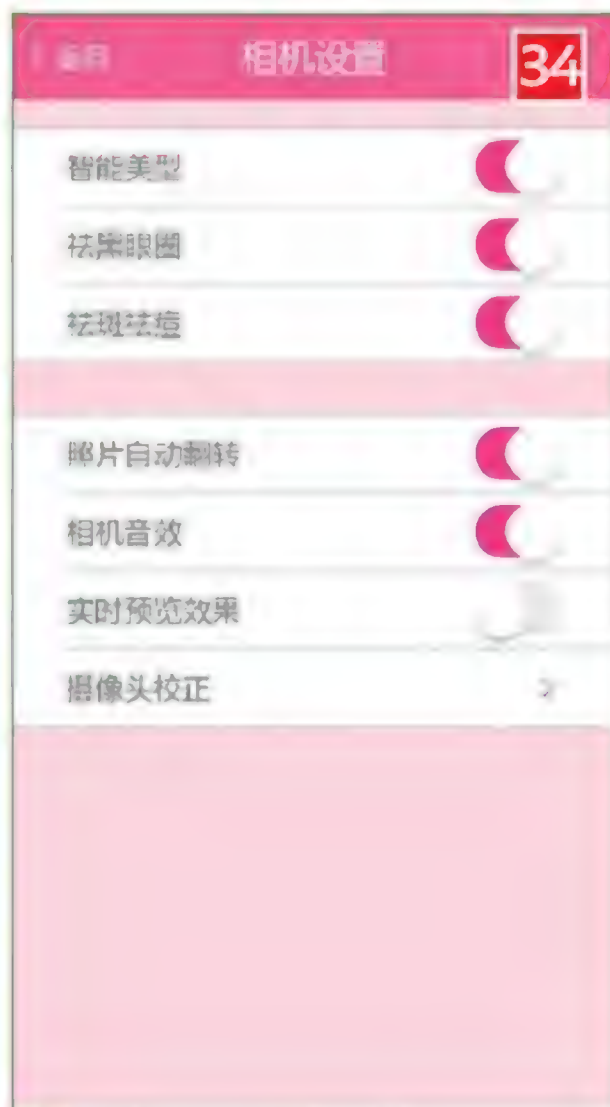 相机设置
34
智能美型
祛黑眼圈
祛斑祛痘
照片自动翻转
相机音效
实时预览效果
摄像头校正